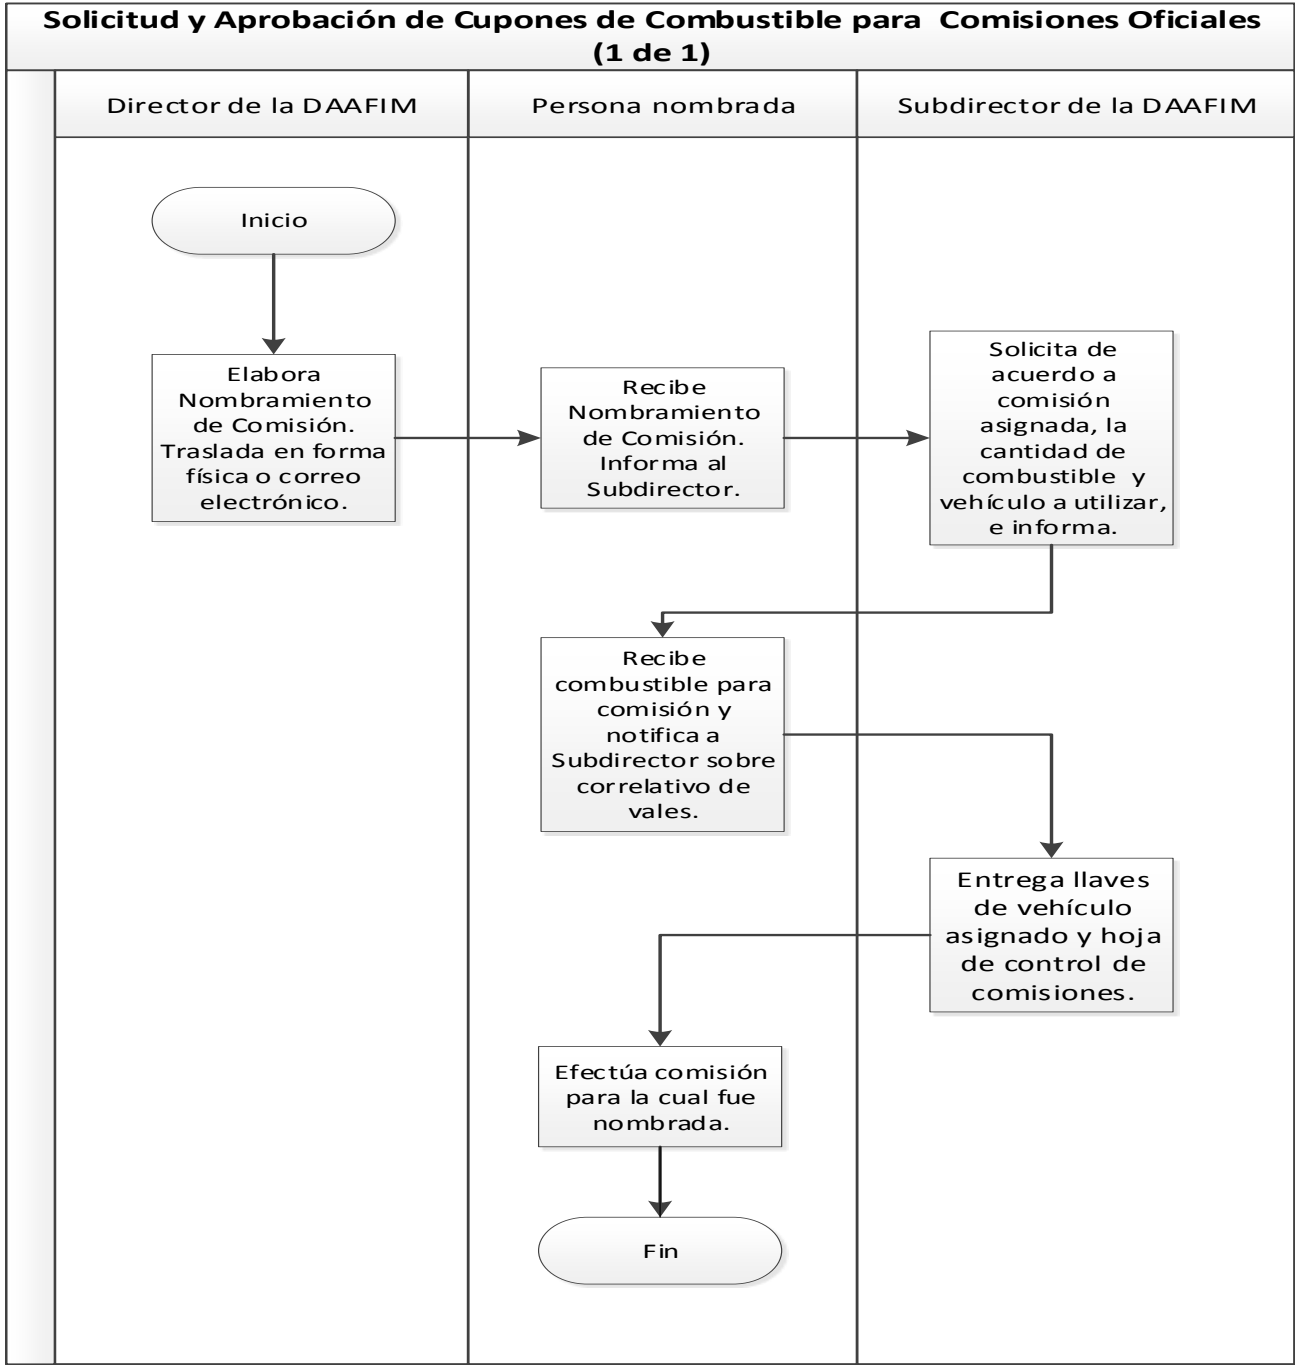 Solicitud y Aprobación de Cupones de Combustible para Comisiones Oficiales
(1 de 1)
Director de la DAAFIM
Persona nombrada
Subdirector de la DAAFIM
Inicio
Elabora
Nombramiento
de Comisión.
Traslada en forma
física o correo
electrónico.
Recibe
Nombramiento
de Comisión.
Informa al
Subdirector.
Solicita de
acuerdo a
comisión
asignada, la
cantidad de
combustible y
vehículo a utilizar,
e informa.
Recibe
combustible para
comisión y
notifica a
Subdirector sobre
correlativo de
vales.
Entrega llaves
de vehículo
asignado y hoja
de control de
comisiones.
Efectúa comisión
para la cual fue
nombrada.
Fin